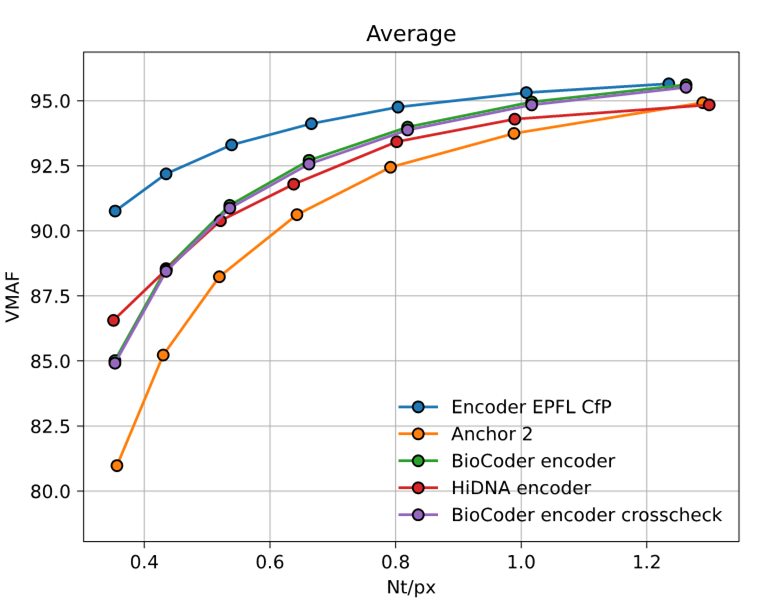 Average
95.0
92.5
90.0
87.5
85.0
82.5
80.0
VMAF
Encoder EPFL CfP
Anchor 2
BioCoder encoder
HiDNA encoder
BioCoder encoder crosscheck
0.4 0.6 0.8 1.0 1.2
Nt/px